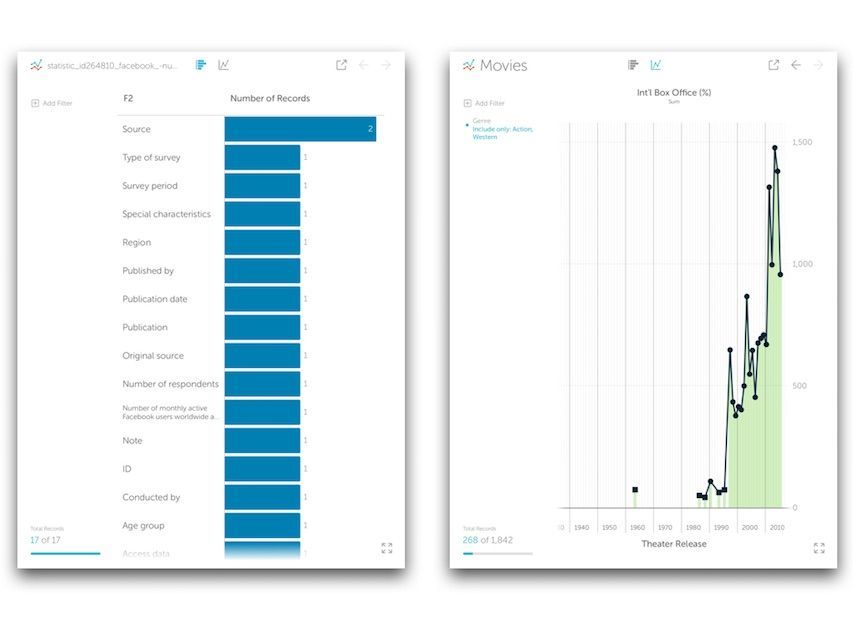 statistic_id264810_facebook_-nu...
Add Filter
F2
Number of Records
Source
2
Type of survey
1
Survey period
1
Special characteristics
1
Region
1
Published by
1
Publication date
1
Publication
1
Original source
1
Number of respondents
1
Number of monthly active
Facebook users worldwide a...
1
Note
1
ID
1
Conducted by
1
Age group
1
Access data
1
Total Records
17 of 17
Movies
Int'l Box Office (%)
Sum
Add Filter
Genre
Include only: Action,
Western
1,500
1,000
500
0
1940 1950 1960 1970 1980 1990 2000 2010
Theater Release
Total Records
268 of 1,842